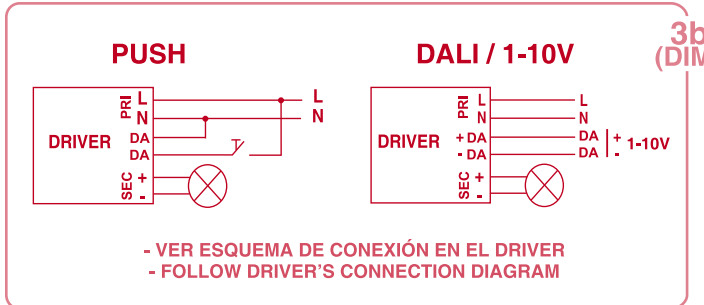 PUSH
PRI
L
N
DRIVER
DA
DA
SEC
+
-
L
N
DALI / 1-10V
PRI
L
N
DRIVER
+ DA
- DA
SEC
+
-
L
N
DA
DA
+
-
1-10V
- VER ESQUEMA DE CONEXIÓN EN EL DRIVER
- FOLLOW DRIVER'S CONNECTION DIAGRAM